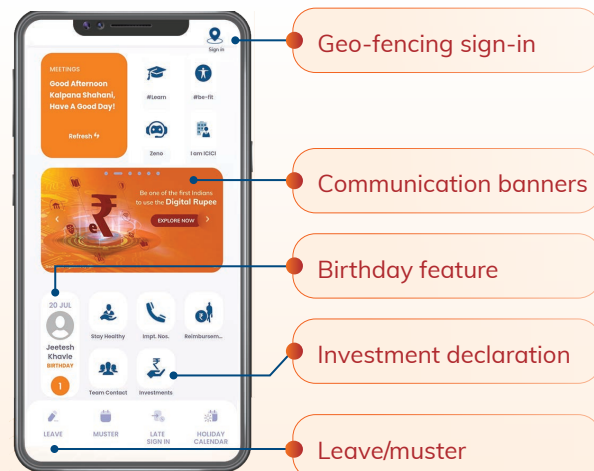 Sign in
Geo-fencing sign-in
MEETINGS
Good Afternoon
Kalpana Shahani,
Have A Good Day!
Refresh
#Learn
#be-fit
Zeno
I am ICICI
Be one of the first Indians
to use the Digital Rupee
EXPLORE NOW
e₹
Communication banners
Birthday feature
20 JUL
Jeetesh
Khavle
BIRTHDAY
1
Stay Healthy
Impt. Nos.
Reimbursem...
Team Contact
Investments
Investment declaration
LEAVE
MUSTER
LATE
SIGN IN
HOLIDAY
CALENDAR
Leave/muster